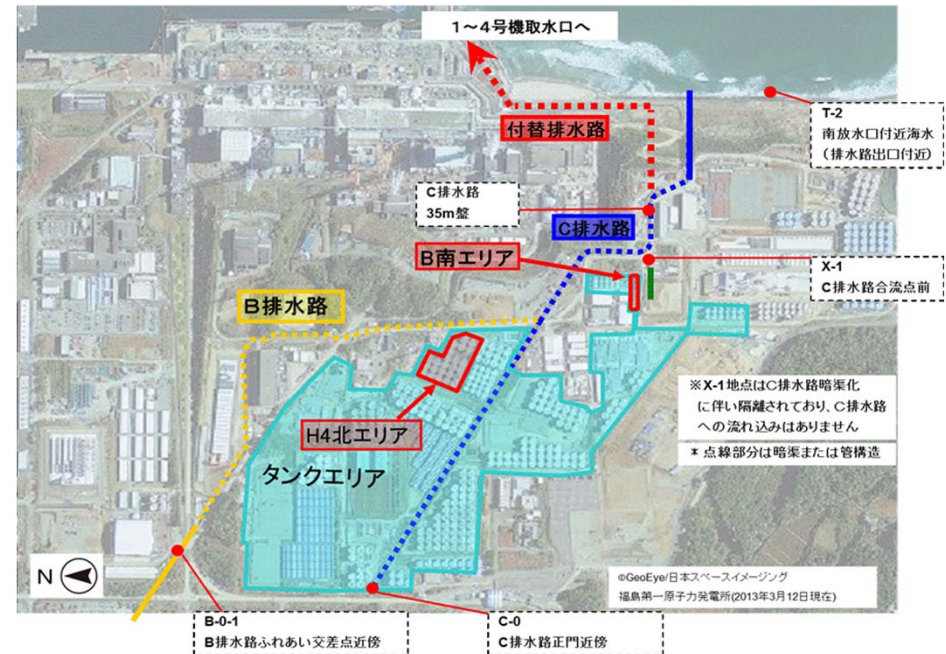 1～4号機取水口へ
付替排水路
T-2
南放水口付近海水
（排水路出口付近）
C排水路
35m盤
C排水路
B南エリア
X-1
C排水路合流点前
B排水路
※X-1地点はC排水路暗渠化
に伴い隔離されており、C排水路
への流れ込みはありません
＊点線部分は暗渠または管構造
H4北エリア
タンクエリア
N
©GeoEye/日本スペースイメージング
福島第一原子力発電所(2013年3月12日現在)
B-0-1
B排水路ふれあい交差点近傍
C-0
C排水路正門近傍